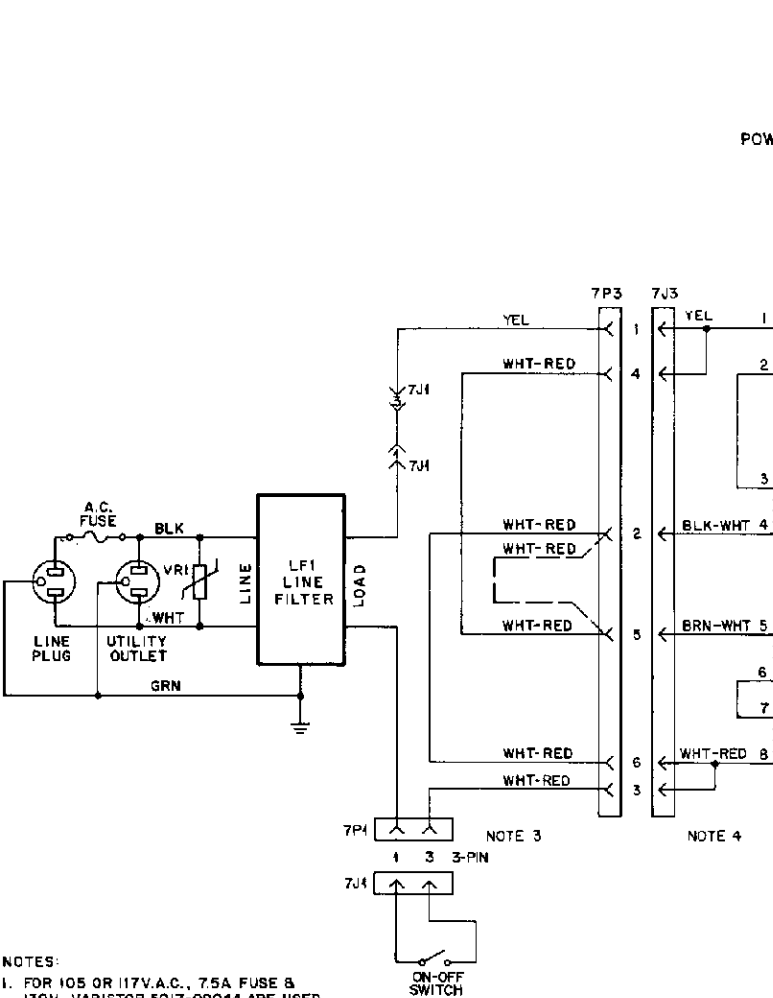 POW
7P3 7J3
YEL 1 YEL 1
WHT-RED 4 2
7J1
3
7J1
3
A.C.
FUSE
BLK
WHT-RED 2 BLK-WHT 4
WHT-RED
VR1
LINE
LF1
LINE
FILTER
LOAD
WHT
WHT-RED 5 BRN-WHT 5
LINE
PLUG
UTILITY
OUTLET
6
GRN
7
WHT-RED 6 WHT-RED 8
WHT-RED 3
7P1
NOTE 3
NOTE 4
1 3 3-PIN
7J1
NOTES:
ON-OFF
SWITCH
1. FOR 105 OR 117V.A.C., 7.5A FUSE &